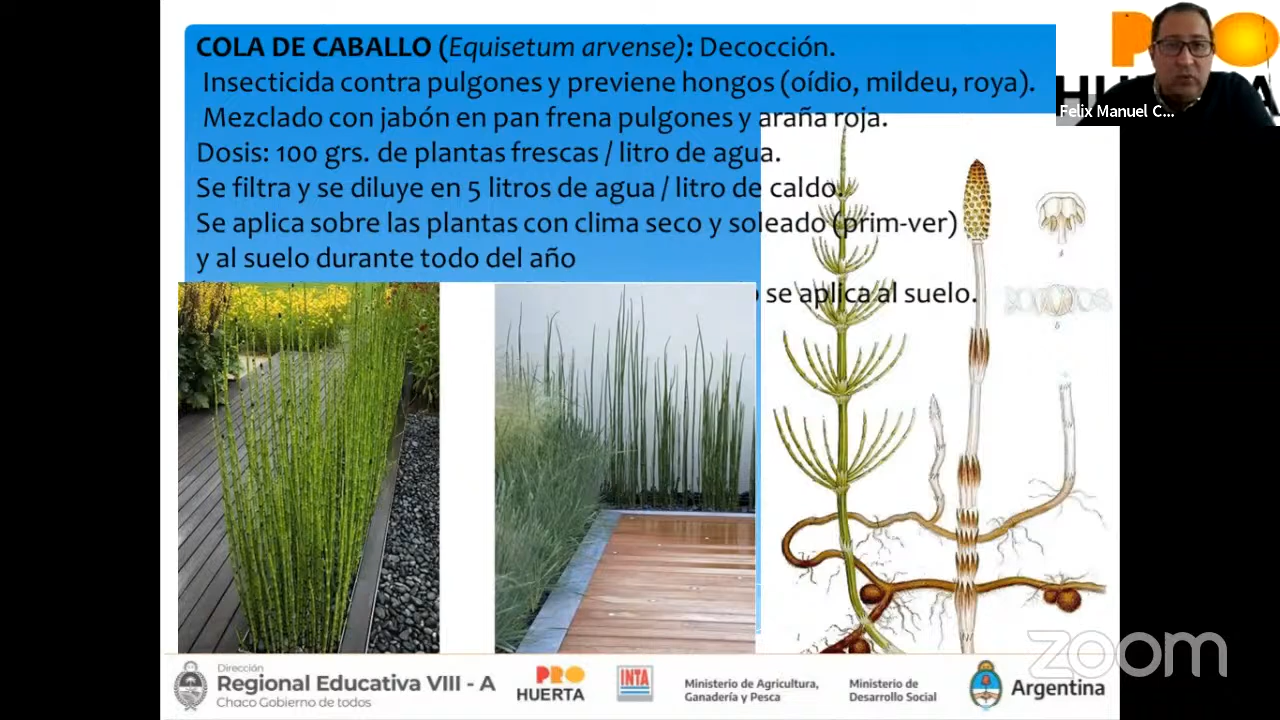 COLA DE CABALLO (Equisetum arvense): Decocción.
Insecticida contra pulgones y previene hongos (oídio, mildeu, roya).
Mezclado con jabón en pan frena pulgones y araña roja.
Dosis: 100 grs. de plantas frescas / litro de agua.
Se filtra y se diluye en 5 litros de agua / litro de caldo.
Se aplica sobre las plantas con clima seco y soleado (prim-ver)
y al suelo durante todo del año
se aplica al suelo.
PRO
HUERTA
Felix Manuel C...
zoom
Dirección
Regional Educativa VIII - A
Chaco Gobierno de todos
PRO
HUERTA
INTA
Ministerio de Agricultura,
Ganadería y Pesca
Ministerio de
Desarrollo Social
Argentina